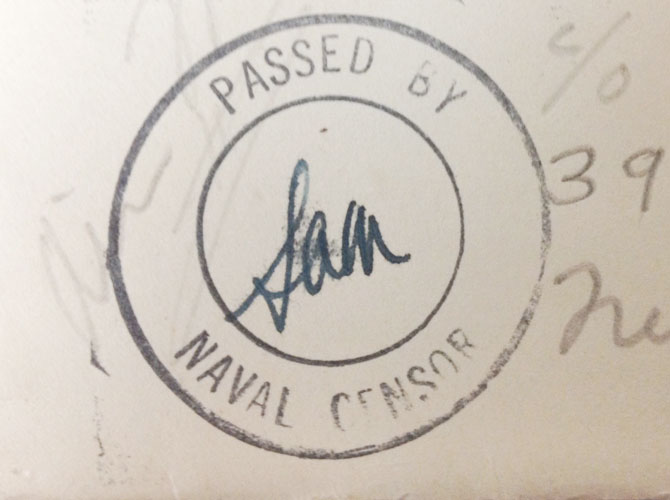 PASSED BY
Sam
NAVAL CENSOR
c/o
39